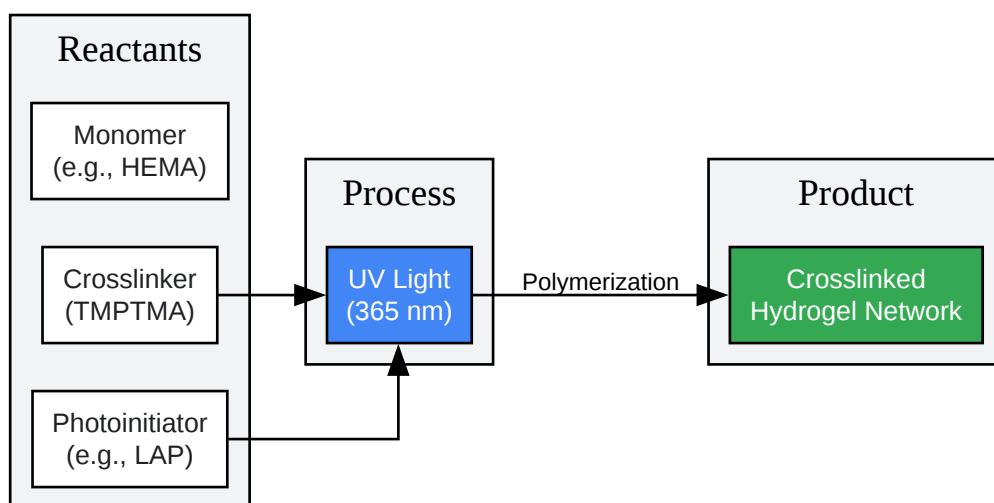 Reactants
Monomer
(e.g., HEMA)
Crosslinker
(TMPTMA)
Photoinitiator
(e.g., LAP)
Process
UV Light
(365 nm)
Polymerization
Product
Crosslinked
Hydrogel Network